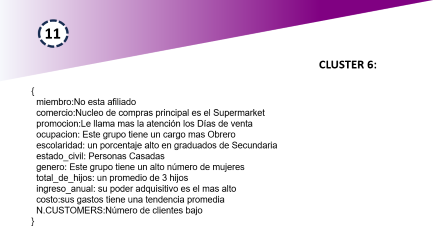 11
CLUSTER 6:
{
miembro:No esta afiliado
comercio:Nucleo de compras principal es el Supermarket
promocion:Le llama mas la atención los Días de venta
ocupacion: Este grupo tiene un cargo mas Obrero
escolaridad: un porcentaje alto en graduados de Secundaria
estado_civil: Personas Casadas
genero: Este grupo tiene un alto número de mujeres
total_de_hijos: un promedio de 3 hijos
ingreso_anual: su poder adquisitivo es el mas alto
costo:sus gastos tiene una tendencia promedia
N.CUSTOMERS:Número de clientes bajo
}